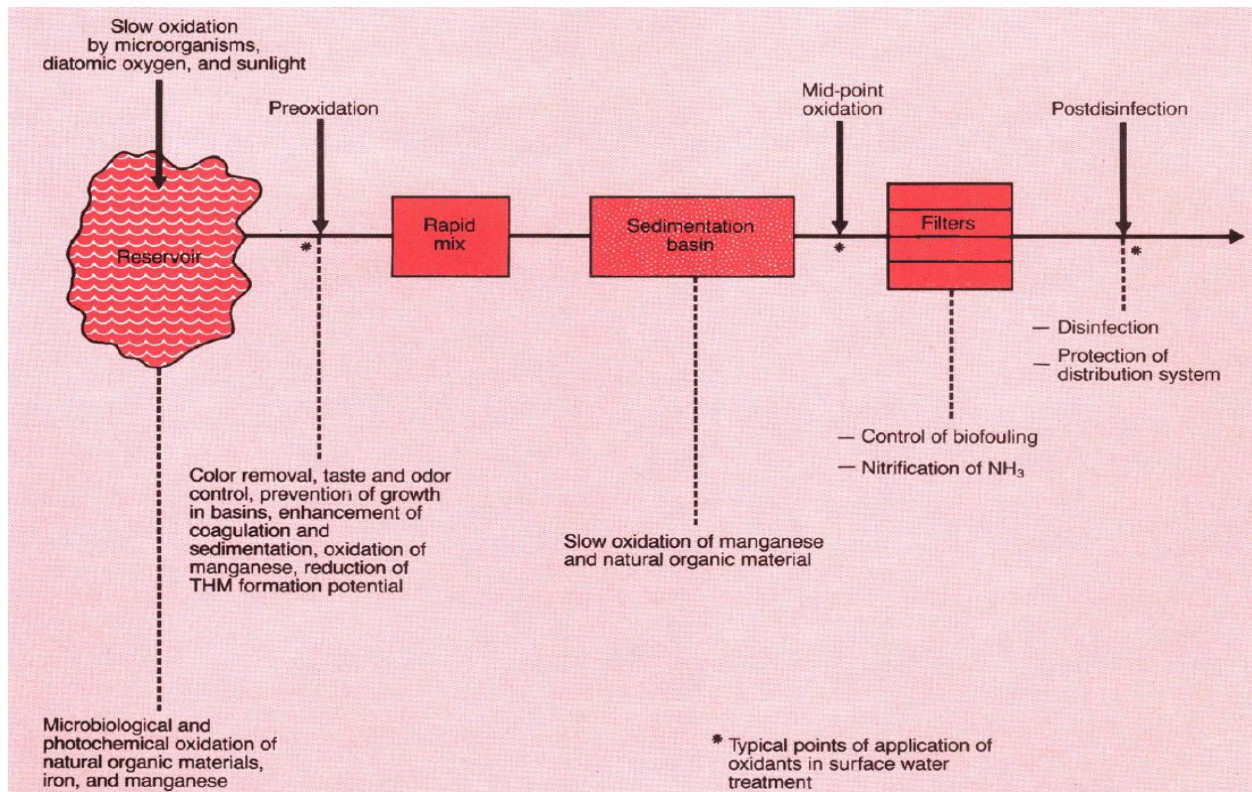 Slow oxidation
by microorganisms,
diatomic oxygen, and sunlight
Preoxidation
Mid-point
oxidation
Postdisinfection
Reservoir
*
Rapid
mix
Sedimentation
basin
*
Filters
*
— Disinfection
— Protection of
distribution system
— Control of biofouling
— Nitrification of NH₃
Color removal, taste and odor
control, prevention of growth
in basins, enhancement of
coagulation and
sedimentation, oxidation of
manganese, reduction of
THM formation potential
Slow oxidation of manganese
and natural organic material
Microbiological and
photochemical oxidation of
natural organic materials,
iron, and manganese
* Typical points of application of
oxidants in surface water
treatment